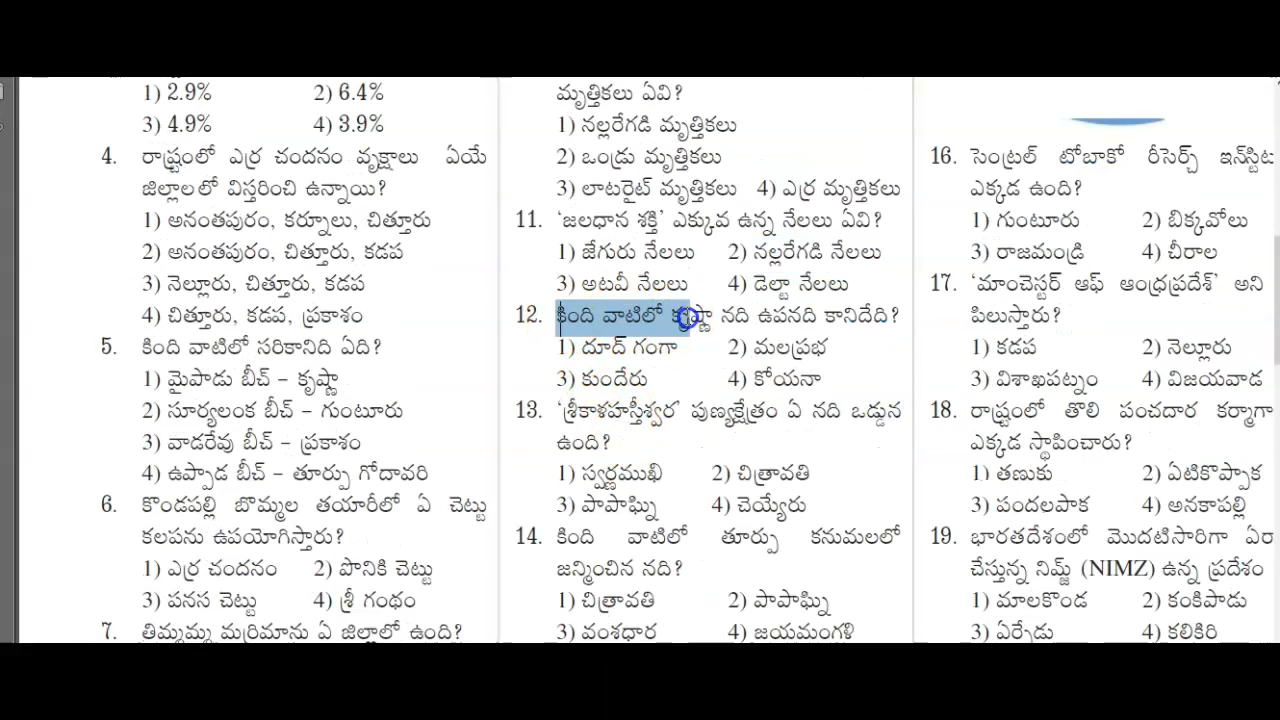 1) 2.9% 2) 6.4%
3) 4.9% 4) 3.9%
4. రాష్ట్రంలో ఎర్ర చందనం వృక్షాలు ఏయే
జిల్లాలలో విస్తరించి ఉన్నాయి?
1) అనంతపురం, కర్నూలు, చిత్తూరు
2) అనంతపురం, చిత్తూరు, కడప
3) నెల్లూరు, చిత్తూరు, కడప
4) చిత్తూరు, కడప, ప్రకాశం
5. కింది వాటిలో సరికానిది ఏది?
1) మైపాడు బీచ్ – కృష్ణా
2) సూర్యలంక బీచ్ – గుంటూరు
3) వాడరేవు బీచ్ – ప్రకాశం
4) ఉప్పాడ బీచ్ – తూర్పు గోదావరి
6. కొండపల్లి బొమ్మల తయారీలో ఏ చెట్టు
కలపను ఉపయోగిస్తారు?
1) ఎర్ర చందనం 2) పొనికి చెట్టు
3) పనస చెట్టు 4) శ్రీ గంథం
7. తిమ్మమ్మ మర్రిమాను ఏ జిల్లాలో ఉంది?
మృత్తికలు ఏవి?
1) నల్లరేగడి మృత్తికలు
2) ఒండ్రు మృత్తికలు
3) లాటరైట్ మృత్తికలు 4) ఎర్ర మృత్తికలు
11. ‘జలధాన శక్తి’ ఎక్కువ ఉన్న నేలలు ఏవి?
1) జేగురు నేలలు 2) నల్లరేగడి నేలలు
3) అటవీ నేలలు 4) డెల్టా నేలలు
12. కింది వాటిలో కృష్ణా నది ఉపనది కానిదేది?
1) దూద్ గంగా 2) మలప్రభ
3) కుందేరు 4) కోయనా
13. ‘శ్రీకాళహస్తీశ్వర’ పుణ్యక్షేత్రం ఏ నది ఒడ్డున
ఉంది?
1) స్వర్ణముఖి 2) చిత్రావతి
3) పాపాఘ్ని 4) చెయ్యేరు
14. కింది వాటిలో తూర్పు కనుమలలో
జన్మించిన నది?
1) చిత్రావతి 2) పాపాఘ్ని
3) వంశధార 4) జయమంగళి
16. సెంట్రల్ టోబాకో రీసెర్చ్ ఇన్‌స్టిట
ఎక్కడ ఉంది?
1) గుంటూరు 2) బిక్కవోలు
3) రాజమండ్రి 4) చీరాల
17. ‘మాంచెస్టర్ ఆఫ్ ఆంధ్రప్రదేశ్’ అని
పిలుస్తారు?
1) కడప 2) నెల్లూరు
3) విశాఖపట్నం 4) విజయవాడ
18. రాష్ట్రంలో తొలి పంచదార కర్మాగా
ఎక్కడ స్థాపించారు?
1) తణుకు 2) ఏటికొప్పాక
3) పందలపాక 4) అనకాపల్లి
19. భారతదేశంలో మొదటిసారిగా ఏరా
చేస్తున్న నిమ్జ్ (NIMZ) ఉన్న ప్రదేశం
1) మాలకొండ 2) కంకిపాడు
3) ఏర్పేడు 4) కలికిరి